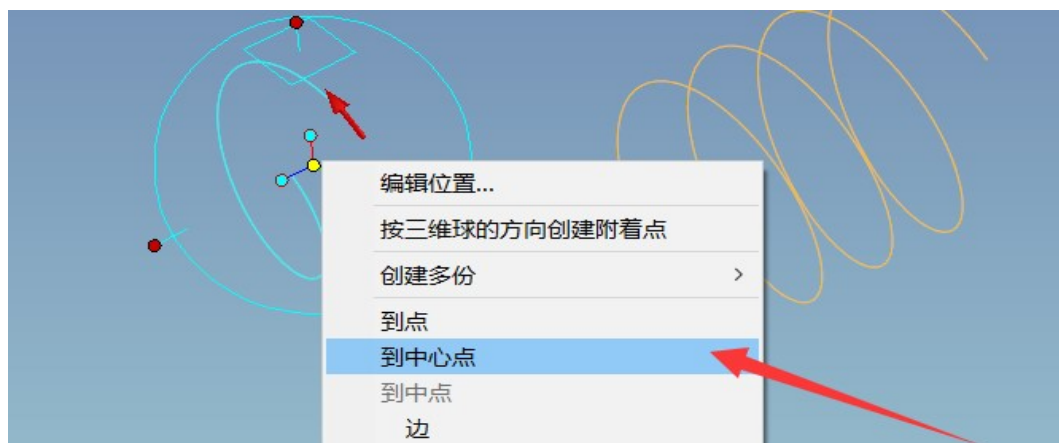 编辑位置...
按三维球的方向创建附着点
创建多份
到点
到中心点
到中点
边